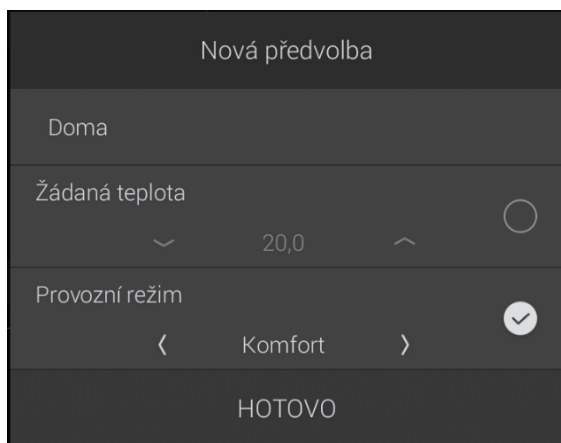 Nová předvolba
Doma
Žádaná teplota
20,0
Provozní režim
Komfort
HOTOVO